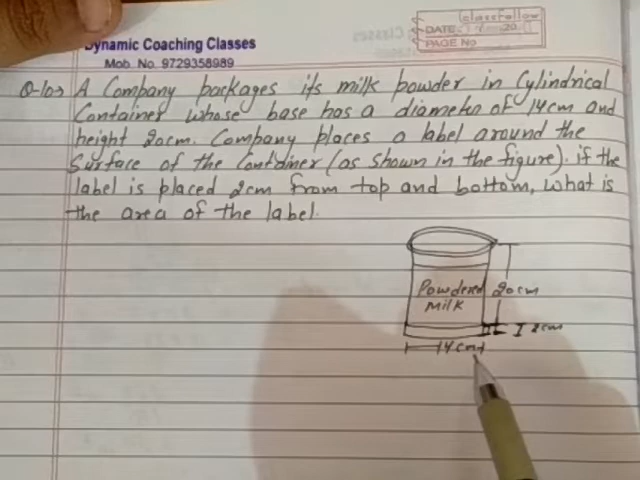 classfellow
DATE:
PAGE No
Dynamic Coaching Classes
Mob. No. 9729358989
Q-10→ A Company packages its milk powder in Cylindrical
Container whose base has a diameter of 14cm and
height 20cm. Company places a label around the
Surface of the Container (as shown in the figure). if the
label is placed 2cm from top and bottom, what is
the area of the label.
Powdered
milk
20cm
2cm
14cm